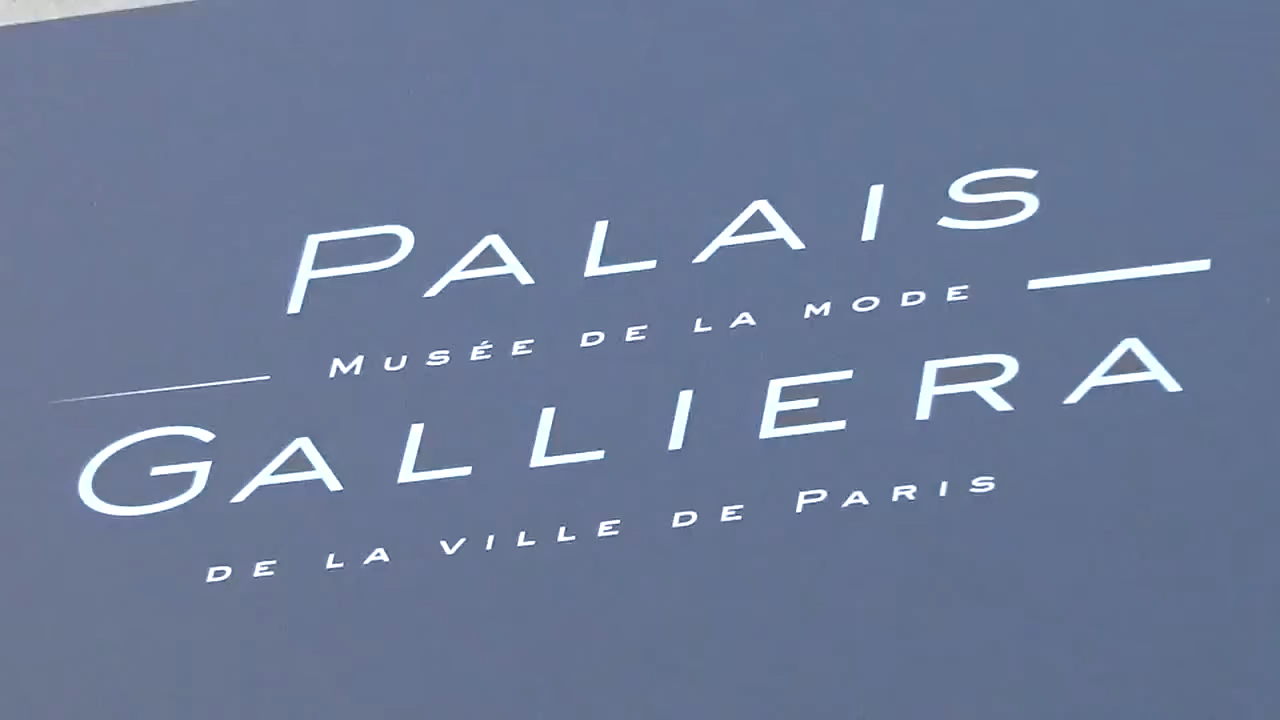 PALAIS
MUSÉE DE LA MODE
GALLIERA
DE LA VILLE DE PARIS